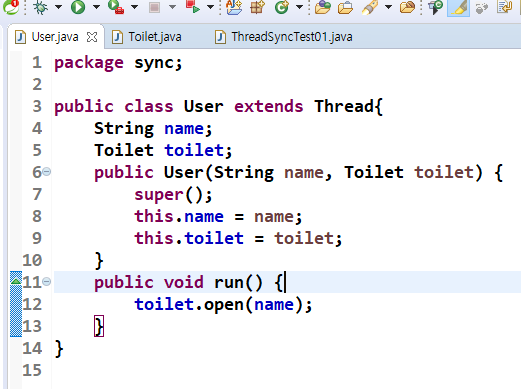 User.java
Toilet.java
ThreadSyncTest01.java
1 package sync;
2
3 public class User extends Thread{
4 String name;
5 Toilet toilet;
6 public User(String name, Toilet toilet) {
7 super();
8 this.name = name;
9 this.toilet = toilet;
10 }
11 public void run() {
12 toilet.open(name);
13 }
14 }
15